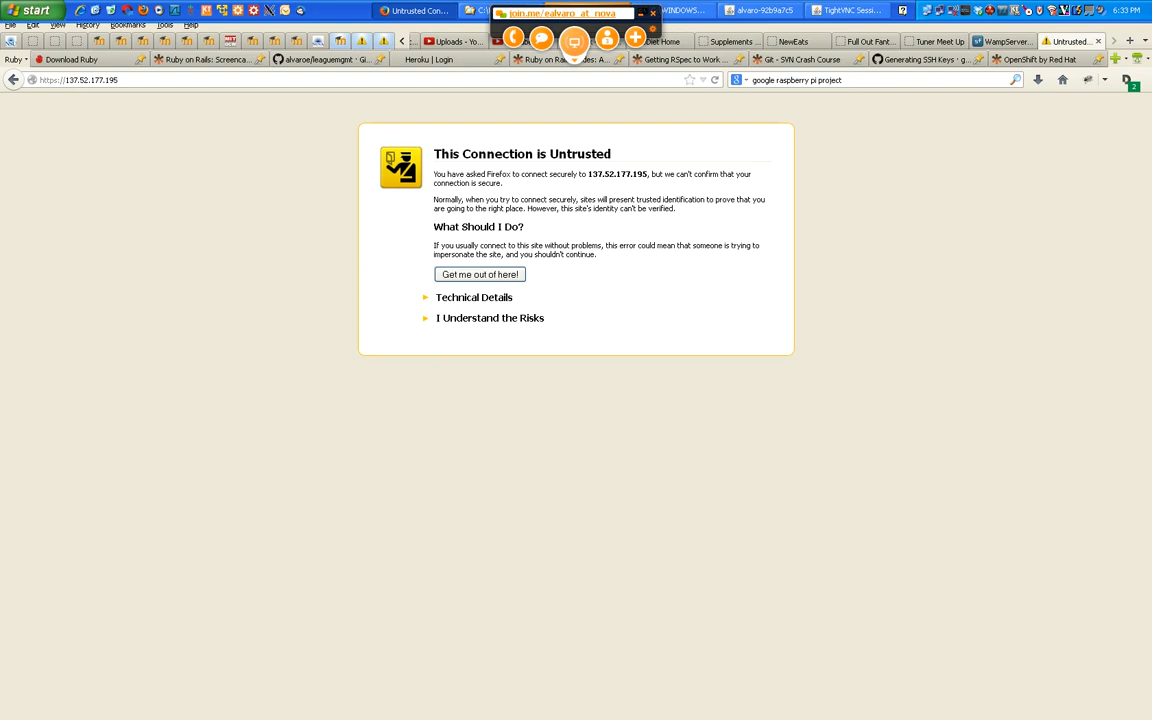 start
Untrusted Con...
C:\
join.me/ealvaro_at_nova
WINDOWS...
alvaro-92b9a7c5
TightVNC Sessi...
6:33 PM
File Edit View History Bookmarks Tools Help
Uploads - Yo...
Diet Home
Supplements ...
NewEats
Full Out Fant...
Tuner Meet Up
WampServer...
Untrusted...
Ruby
Download Ruby
Ruby on Rails: Screenca...
alvaroe/leaguemgmt · Gi...
Heroku | Login
Ruby on Rails Guides: A...
Getting RSpec to Work ...
Git - SVN Crash Course
Generating SSH Keys · g...
OpenShift by Red Hat
https://137.52.177.195
google raspberry pi project
2
This Connection is Untrusted
You have asked Firefox to connect securely to 137.52.177.195, but we can't confirm that your
connection is secure.
Normally, when you try to connect securely, sites will present trusted identification to prove that you
are going to the right place. However, this site's identity can't be verified.
What Should I Do?
If you usually connect to this site without problems, this error could mean that someone is trying to
impersonate the site, and you shouldn't continue.
Get me out of here!
Technical Details
I Understand the Risks